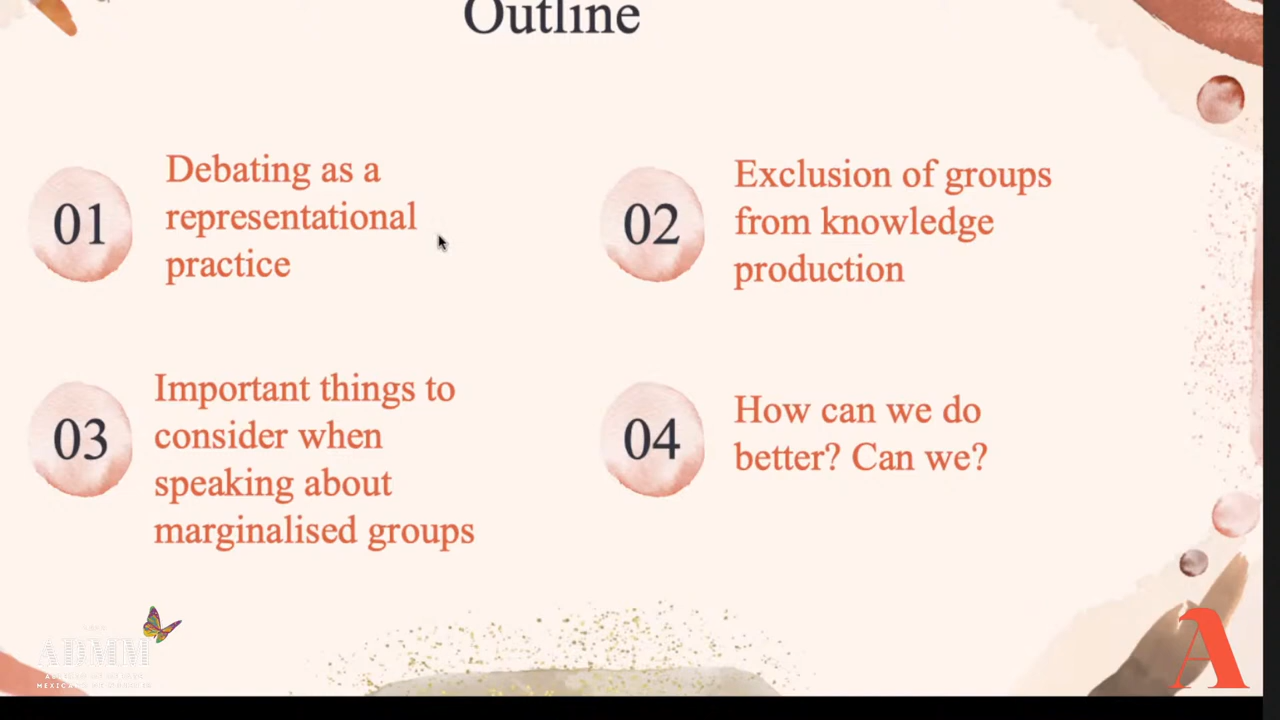 Outline
01
Debating as a
representational
practice
02
Exclusion of groups
from knowledge
production
03
Important things to
consider when
speaking about
marginalised groups
04
How can we do
better? Can we?
ADMM
A